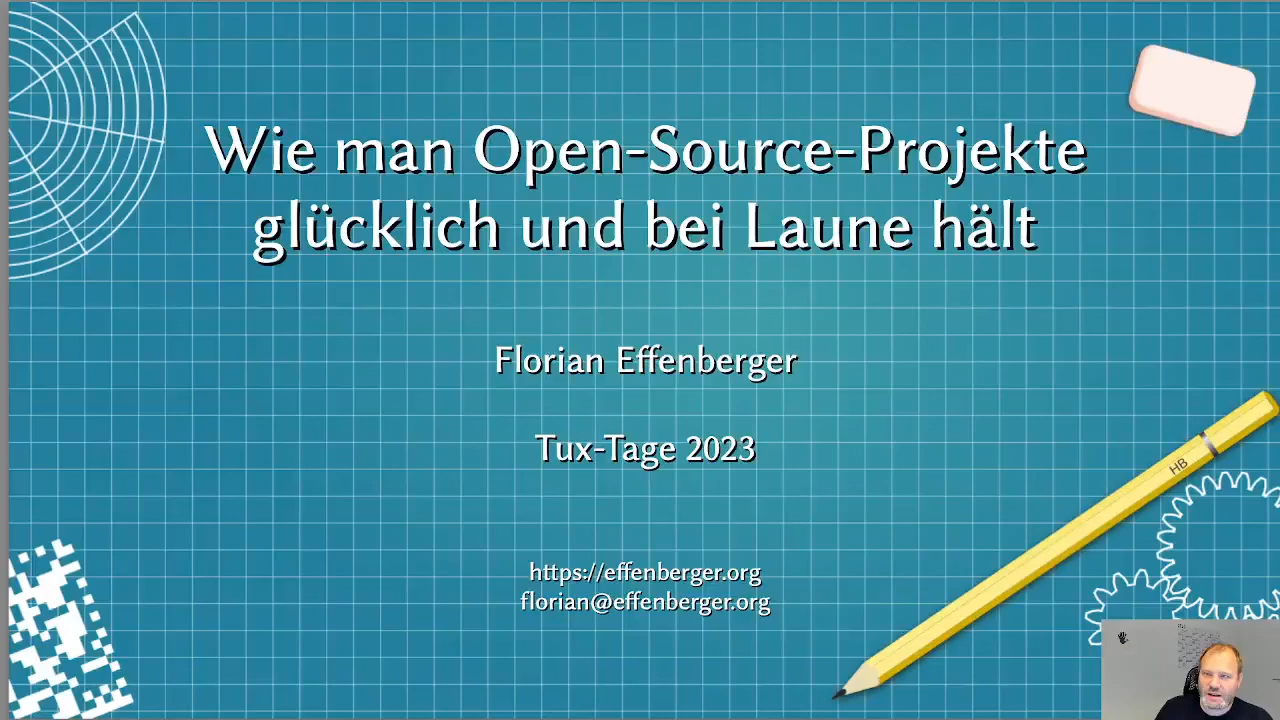 Wie man Open-Source-Projekte
glücklich und bei Laune hält
Florian Effenberger
Tux-Tage 2023
https://effenberger.org
florian@effenberger.org
HB